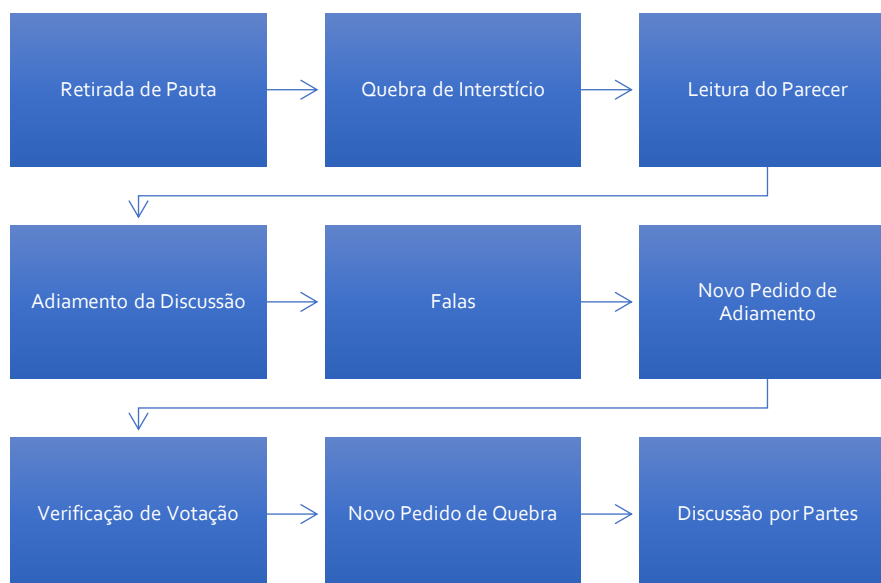 Retirada de Pauta
Quebra de Interstício
Leitura do Parecer
Adiamento da Discussão
Falas
Novo Pedido de
Adiamento
Verificação de Votação
Novo Pedido de Quebra
Discussão por Partes